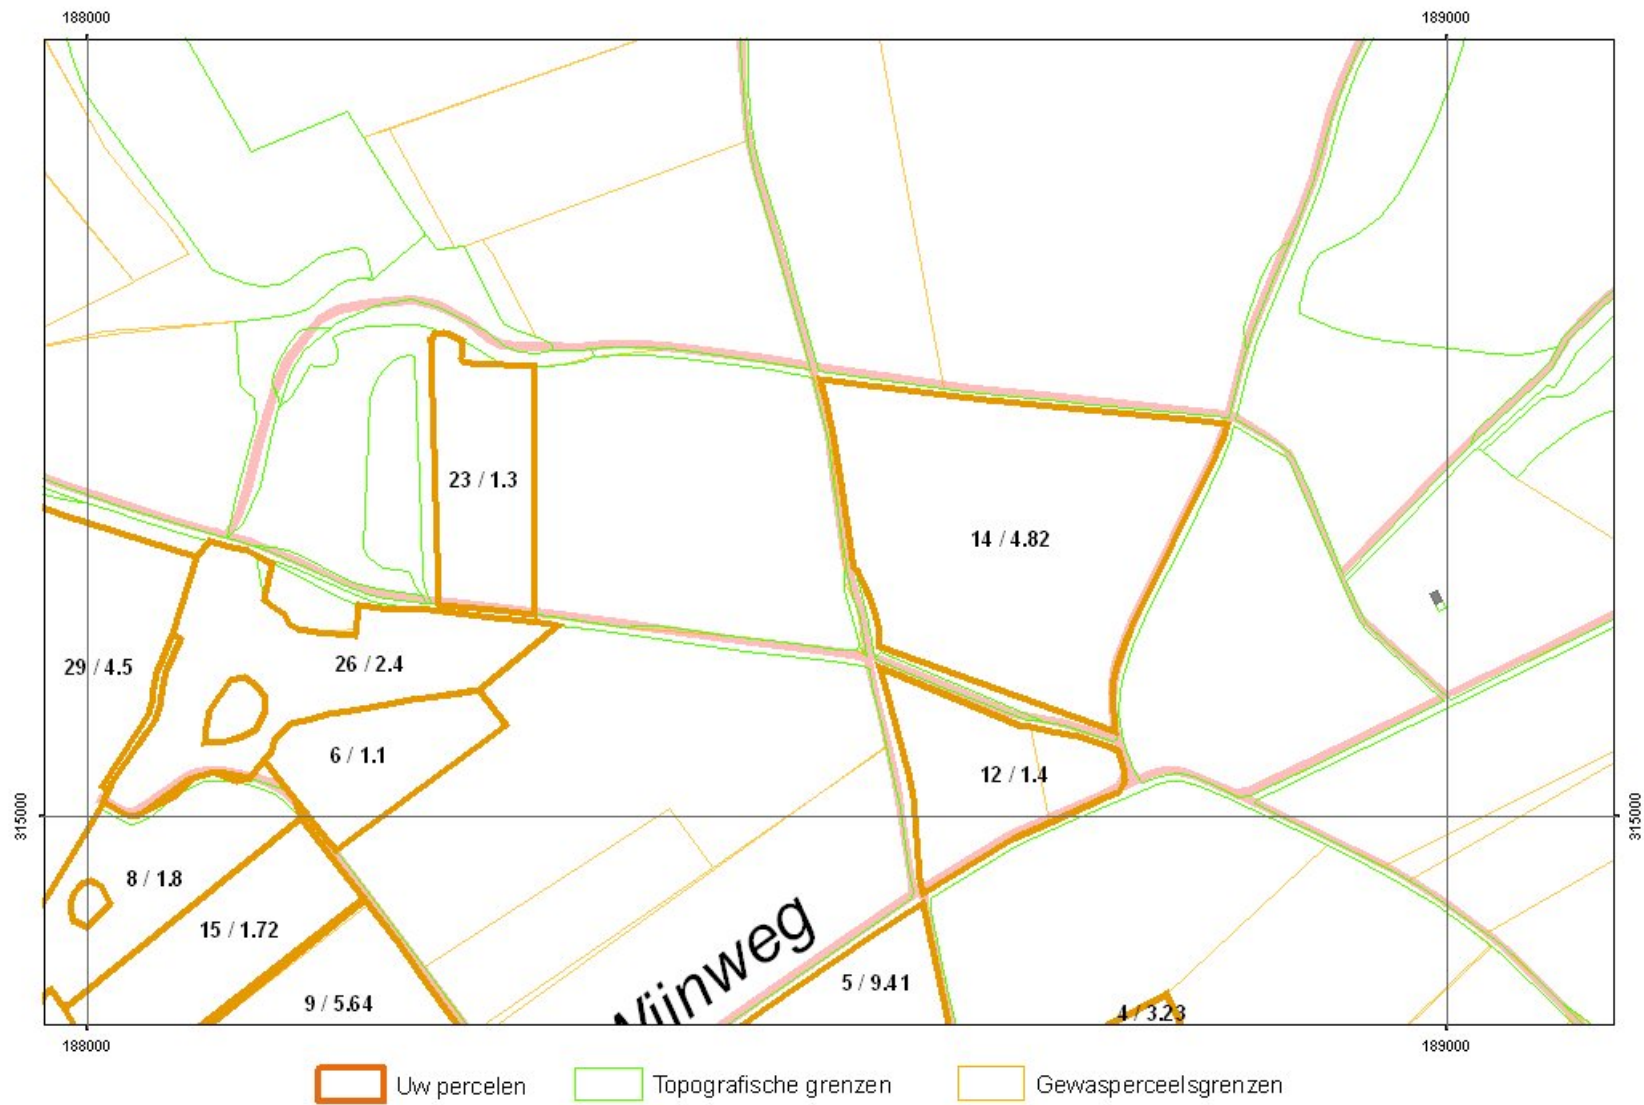 188000 189000
23 / 1.3
14 / 4.82
29 / 4.5
26 / 2.4
6 / 1.1
12 / 1.4
315000 315000
8 / 1.8
15 / 1.72
Wijnweg
5 / 9.41
9 / 5.64
4 / 3.23
188000 189000
Uw percelen Topografische grenzen Gewasperceelsgrenzen